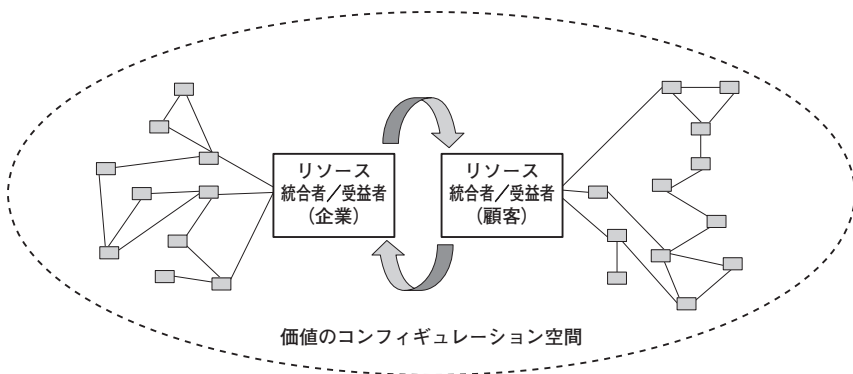 リソース
統合者／受益者
（企業）
リソース
統合者／受益者
（顧客）
価値のコンフィギュレーション空間